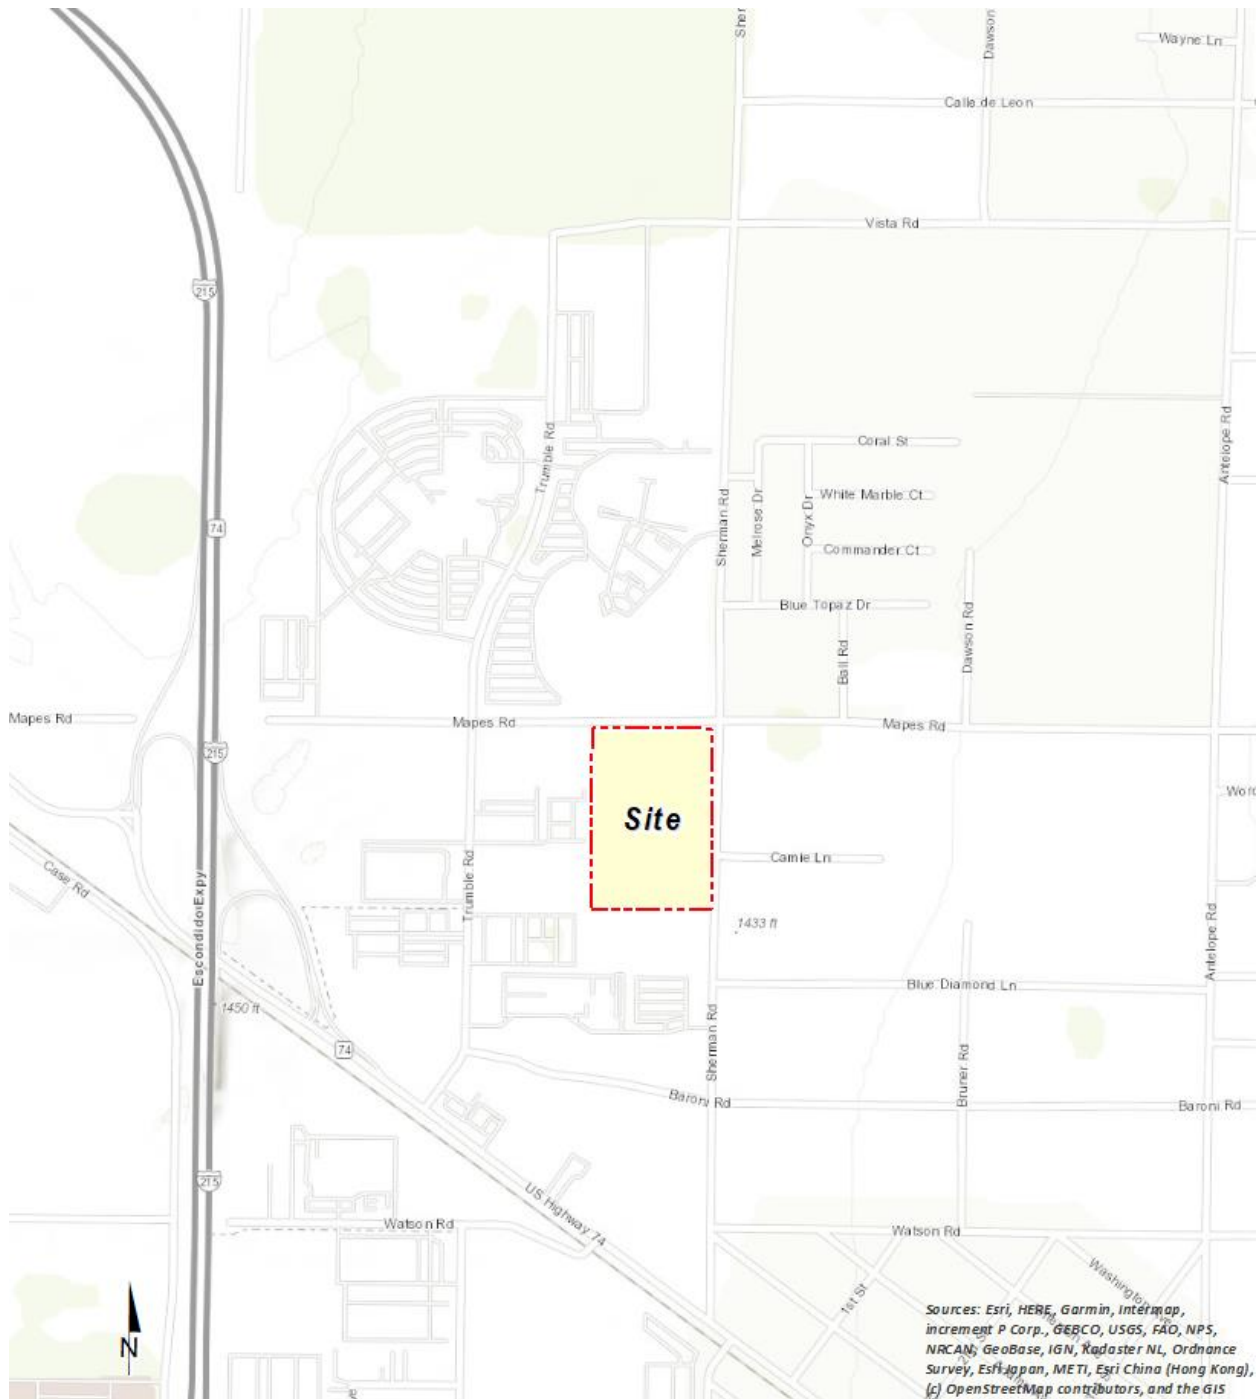 Sher
Dawson
Wayne Ln
Calle de Leon
Vista Rd
215
Trumble Rd
Antelope Rd
Coral St
White Marble Ct
Sherman Rd
Melrose Dr
Onyx Dr
74
Commander Ct
Blue Topaz Dr
Dawson Rd
Ball Rd
Mapes Rd
Mapes Rd
Mapes Rd
215
Site
Camie Ln
Case Rd
Trumble Rd
Escondido Expy
1433 ft
Antelope Rd
Blue Diamond Ln
1450 ft
74
Sherman Rd
Bruner Rd
Baroni Rd
Baroni Rd
215
US Highway 74
Watson Rd
Watson Rd
Washington
1st St
N
Sources: Esri, HERE, Garmin, Intermap,
increment P Corp., GEBCO, USGS, FAO, NPS,
NRCAN, GeoBase, IGN, Kadaster NL, Ordnance
Survey, Esri Japan, METI, Esri China (Hong Kong),
(c) OpenStreetMap contributors, and the GIS